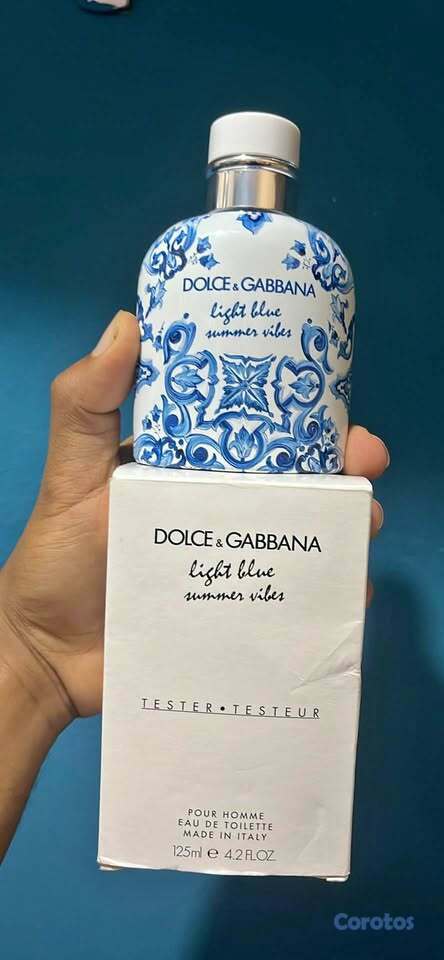 DOLCE & GABBANA
light blue
summer vibes
DOLCE & GABBANA
light blue
summer vibes
TESTER • TESTEUR
POUR HOMME
EAU DE TOILETTE
MADE IN ITALY
125ml e 4.2 FL.OZ.
Corotos